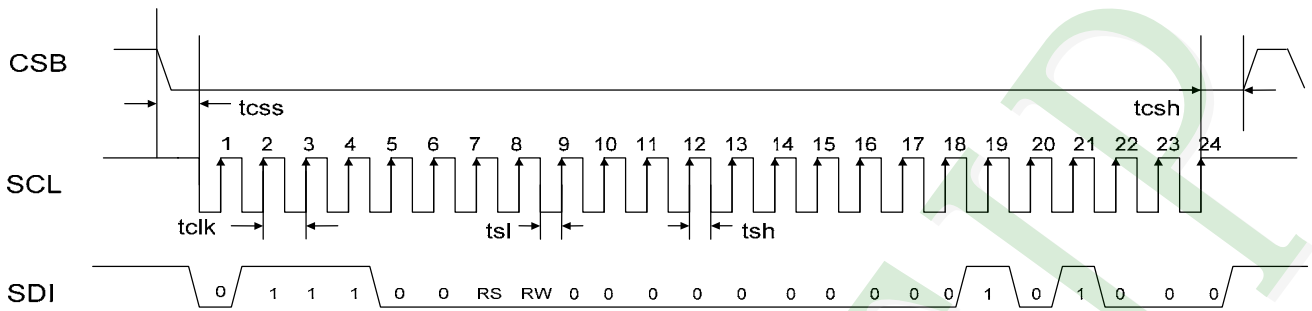 CSB
tcss
tcsh
1 2 3 4 5 6 7 8 9 10 11 12 13 14 15 16 17 18 19 20 21 22 23 24
SCL
tclk
tsl
tsh
SDI
0 1 1 1 0 0 RS RW 0 0 0 0 0 0 0 0 0 0 1 0 1 0 0 0